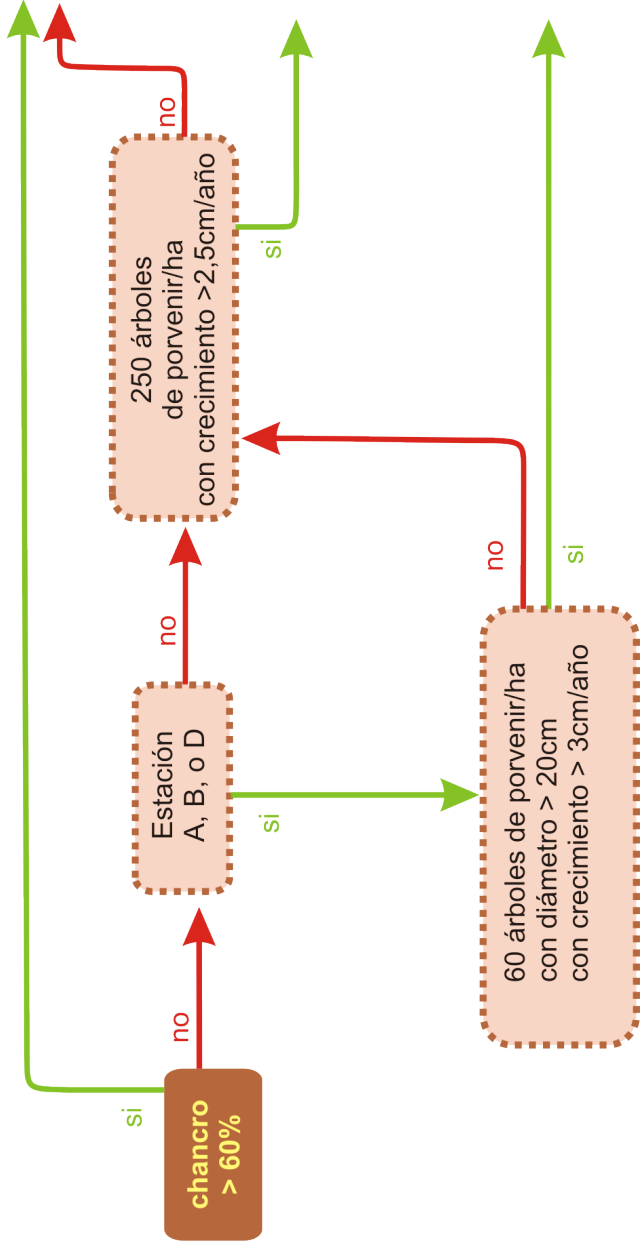 chancro
> 60%
si
no
Estación
A, B, o D
no
si
250 árboles
de porvenir/ha
con crecimiento >2,5cm/año
no
si
60 árboles de porvenir/ha
con diámetro > 20cm
con crecimiento > 3cm/año
no
si